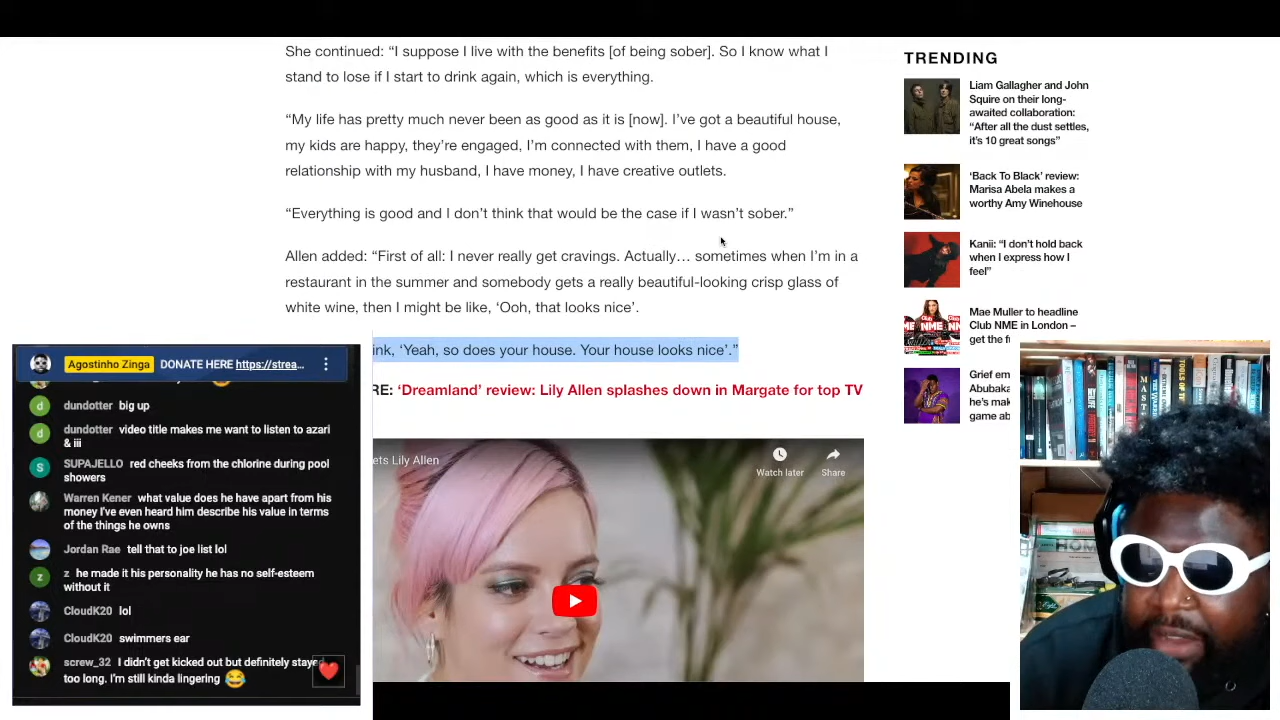 She continued: “I suppose I live with the benefits [of being sober]. So I know what I
stand to lose if I start to drink again, which is everything.
“My life has pretty much never been as good as it is [now]. I’ve got a beautiful house,
my kids are happy, they’re engaged, I’m connected with them, I have a good
relationship with my husband, I have money, I have creative outlets.
“Everything is good and I don’t think that would be the case if I wasn’t sober.”
Allen added: “First of all: I never really get cravings. Actually… sometimes when I’m in a
restaurant in the summer and somebody gets a really beautiful-looking crisp glass of
white wine, then I might be like, ‘Ooh, that looks nice’.
ink, ‘Yeah, so does your house. Your house looks nice’.”
RE: ‘Dreamland’ review: Lily Allen splashes down in Margate for top TV
ets Lily Allen
Watch later
Share
TRENDING
Liam Gallagher and John
Squire on their long-
awaited collaboration:
“After all the dust settles,
it’s 10 great songs”
‘Back To Black’ review:
Marisa Abela makes a
worthy Amy Winehouse
Kanii: “I don’t hold back
when I express how I
feel”
Mae Muller to headline
Club NME in London –
get the f
Grief em
Abubaka
he’s mak
game ab
Agostinho Zinga DONATE HERE https://strea...
dundotter big up
dundotter video title makes me want to listen to azari
& iii
SUPAJELLO red cheeks from the chlorine during pool
showers
Warren Kener what value does he have apart from his
money I've even heard him describe his value in terms
of the things he owns
Jordan Rae tell that to joe list lol
z he made it his personality he has no self-esteem
without it
CloudK20 lol
CloudK20 swimmers ear
screw_32 I didn't get kicked out but definitely stayed
too long. I'm still kinda lingering